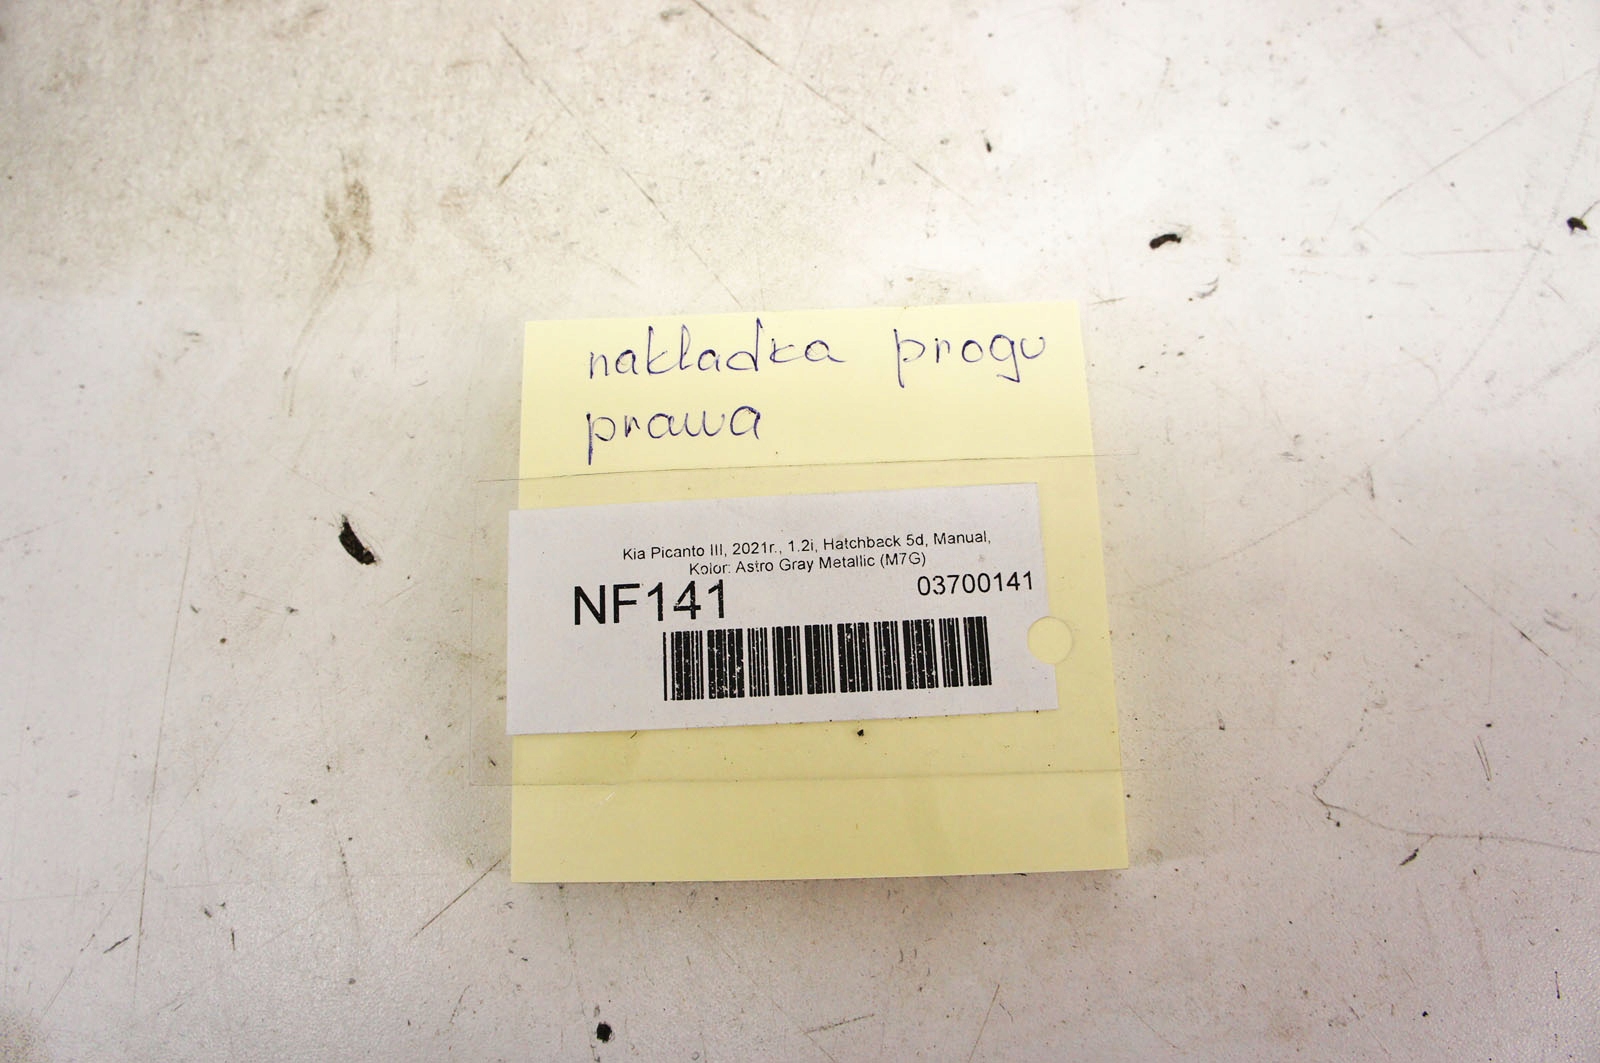 nakładka progu
prawa
Kia Picanto III, 2021r., 1.2i, Hatchback 5d, Manual,
Kolor: Astro Gray Metallic (M7G)
NF141 03700141